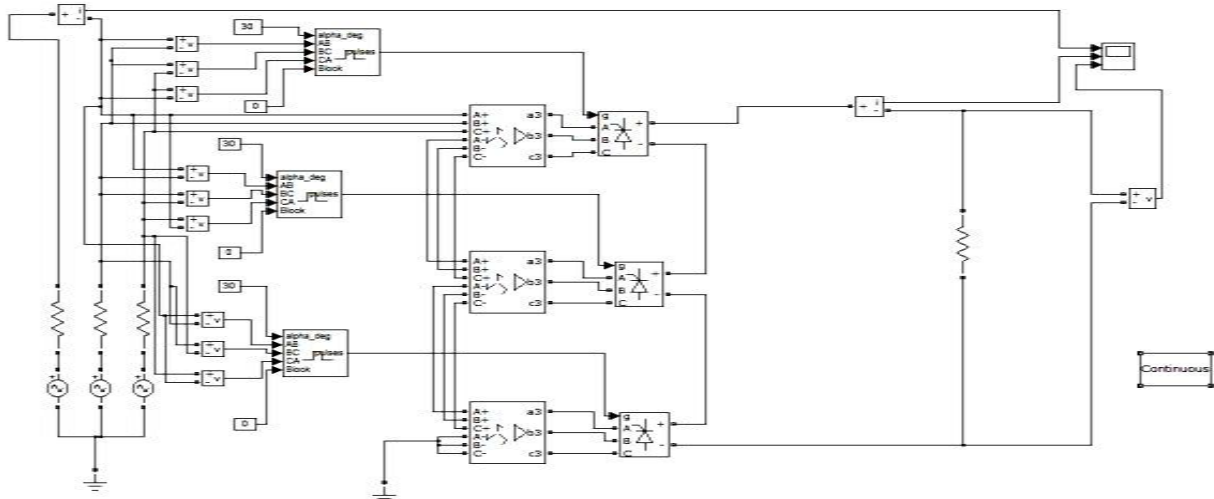 + i
-
30
alpha_deg
AB
BC
CA
Block
pulses
+ v
-
+ v
-
+ v
-
0
A+
B+
C+
A-
B-
C-
a3
b3
c3
g
A
B
C
+
-
+ i
-
30
alpha_deg
AB
BC
CA
Block
pulses
+ v
-
+ v
-
+ v
-
0
+ v
-
A+
B+
C+
A-
B-
C-
a3
b3
c3
g
A
B
C
+
-
30
alpha_deg
AB
BC
CA
Block
pulses
+ v
-
+ v
-
+ v
-
0
Continuous
+
+
+
A+
B+
C+
A-
B-
C-
a3
b3
c3
g
A
B
C
+
-